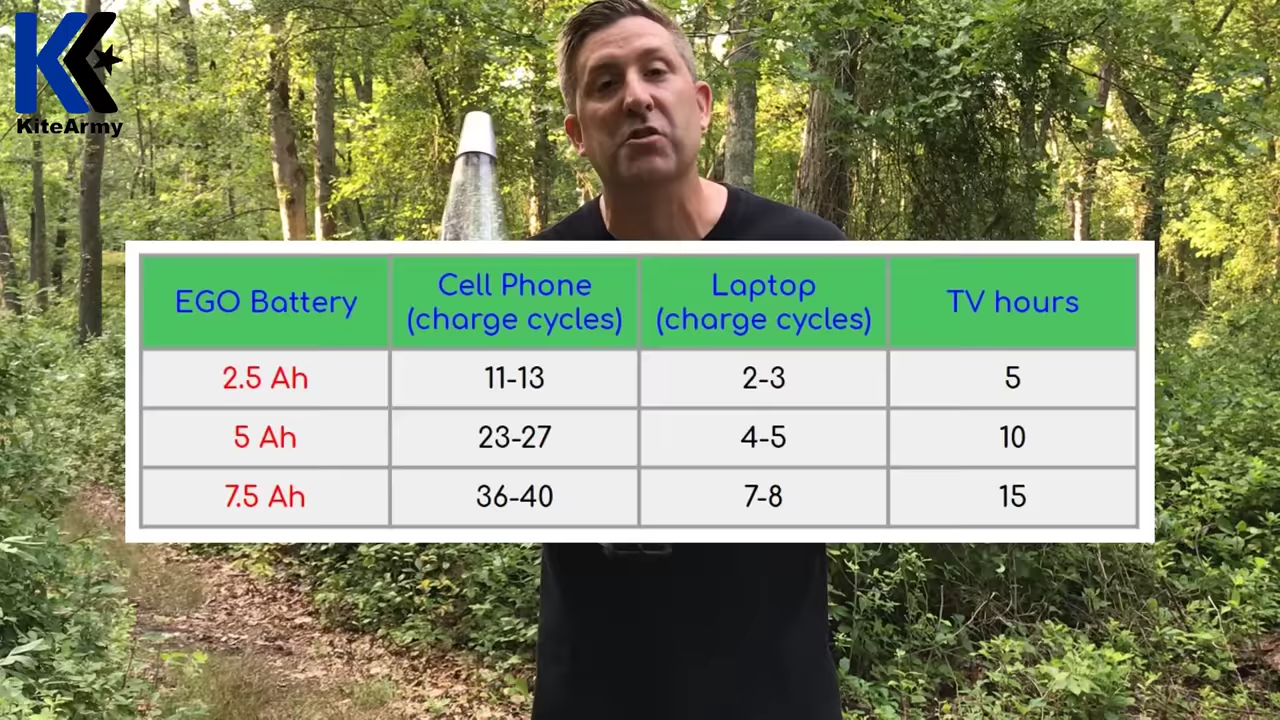 KiteArmy
EGO Battery
Cell Phone
(charge cycles)
Laptop
(charge cycles)
TV hours
2.5 Ah
11-13
2-3
5
5 Ah
23-27
4-5
10
7.5 Ah
36-40
7-8
15